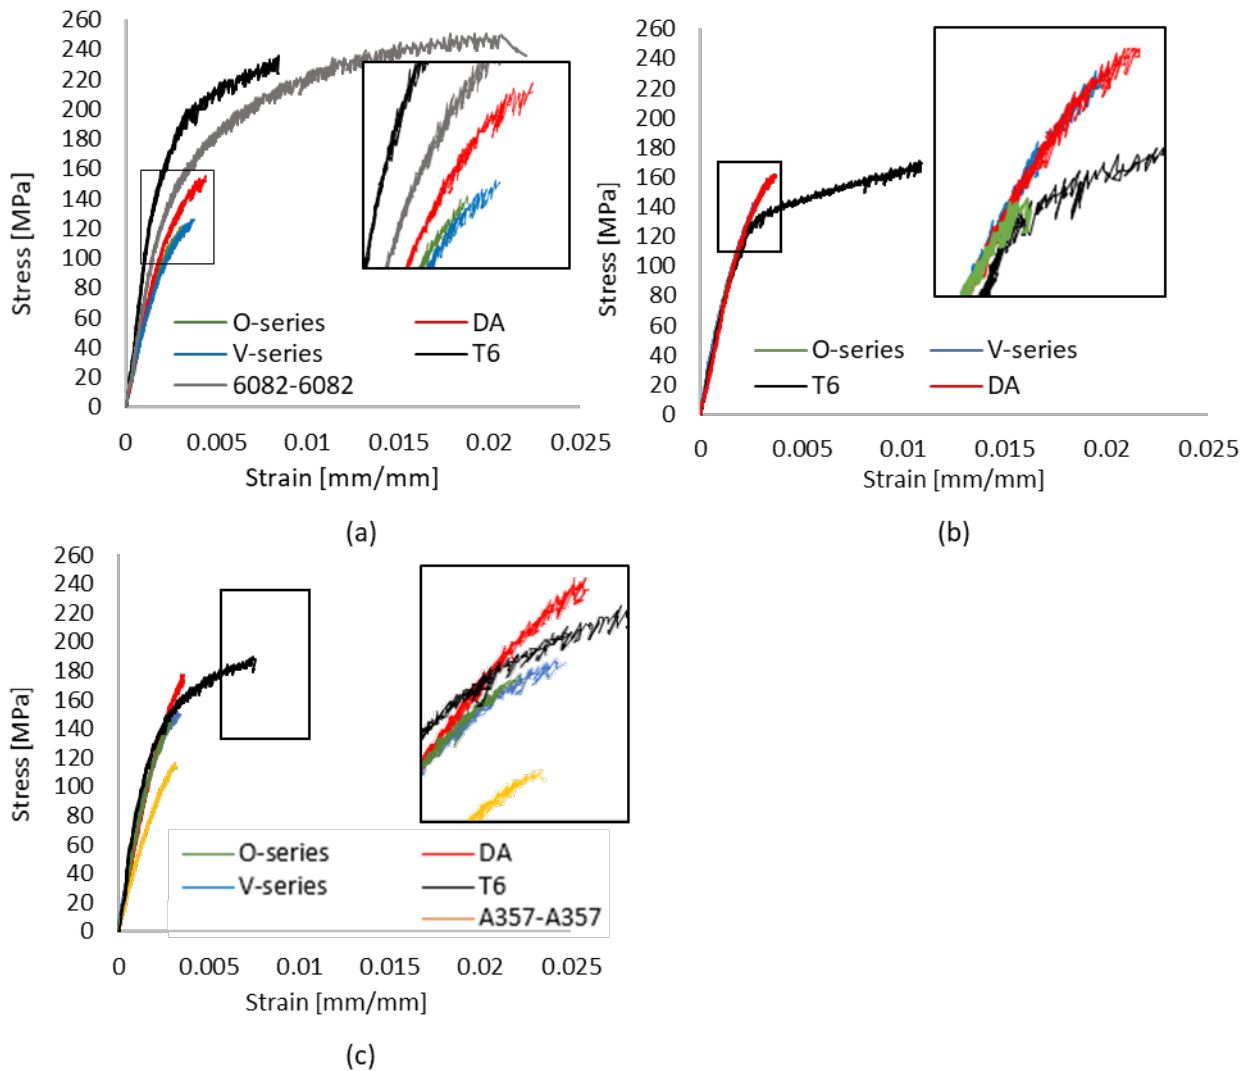 260
240
220
200
180
160
140
120
100
80
60
40
20
0
Stress [MPa]
O-series
DA
V-series
T6
6082-6082
0 0.005 0.01 0.015 0.02 0.025
Strain [mm/mm]
(a)
260
240
220
200
180
160
140
120
100
80
60
40
20
0
Stress [MPa]
O-series
V-series
T6
DA
0 0.005 0.01 0.015 0.02 0.025
Strain [mm/mm]
(b)
260
240
220
200
180
160
140
120
100
80
60
40
20
0
Stress [MPa]
O-series
DA
V-series
T6
A357-A357
0 0.005 0.01 0.015 0.02 0.025
Strain [mm/mm]
(c)